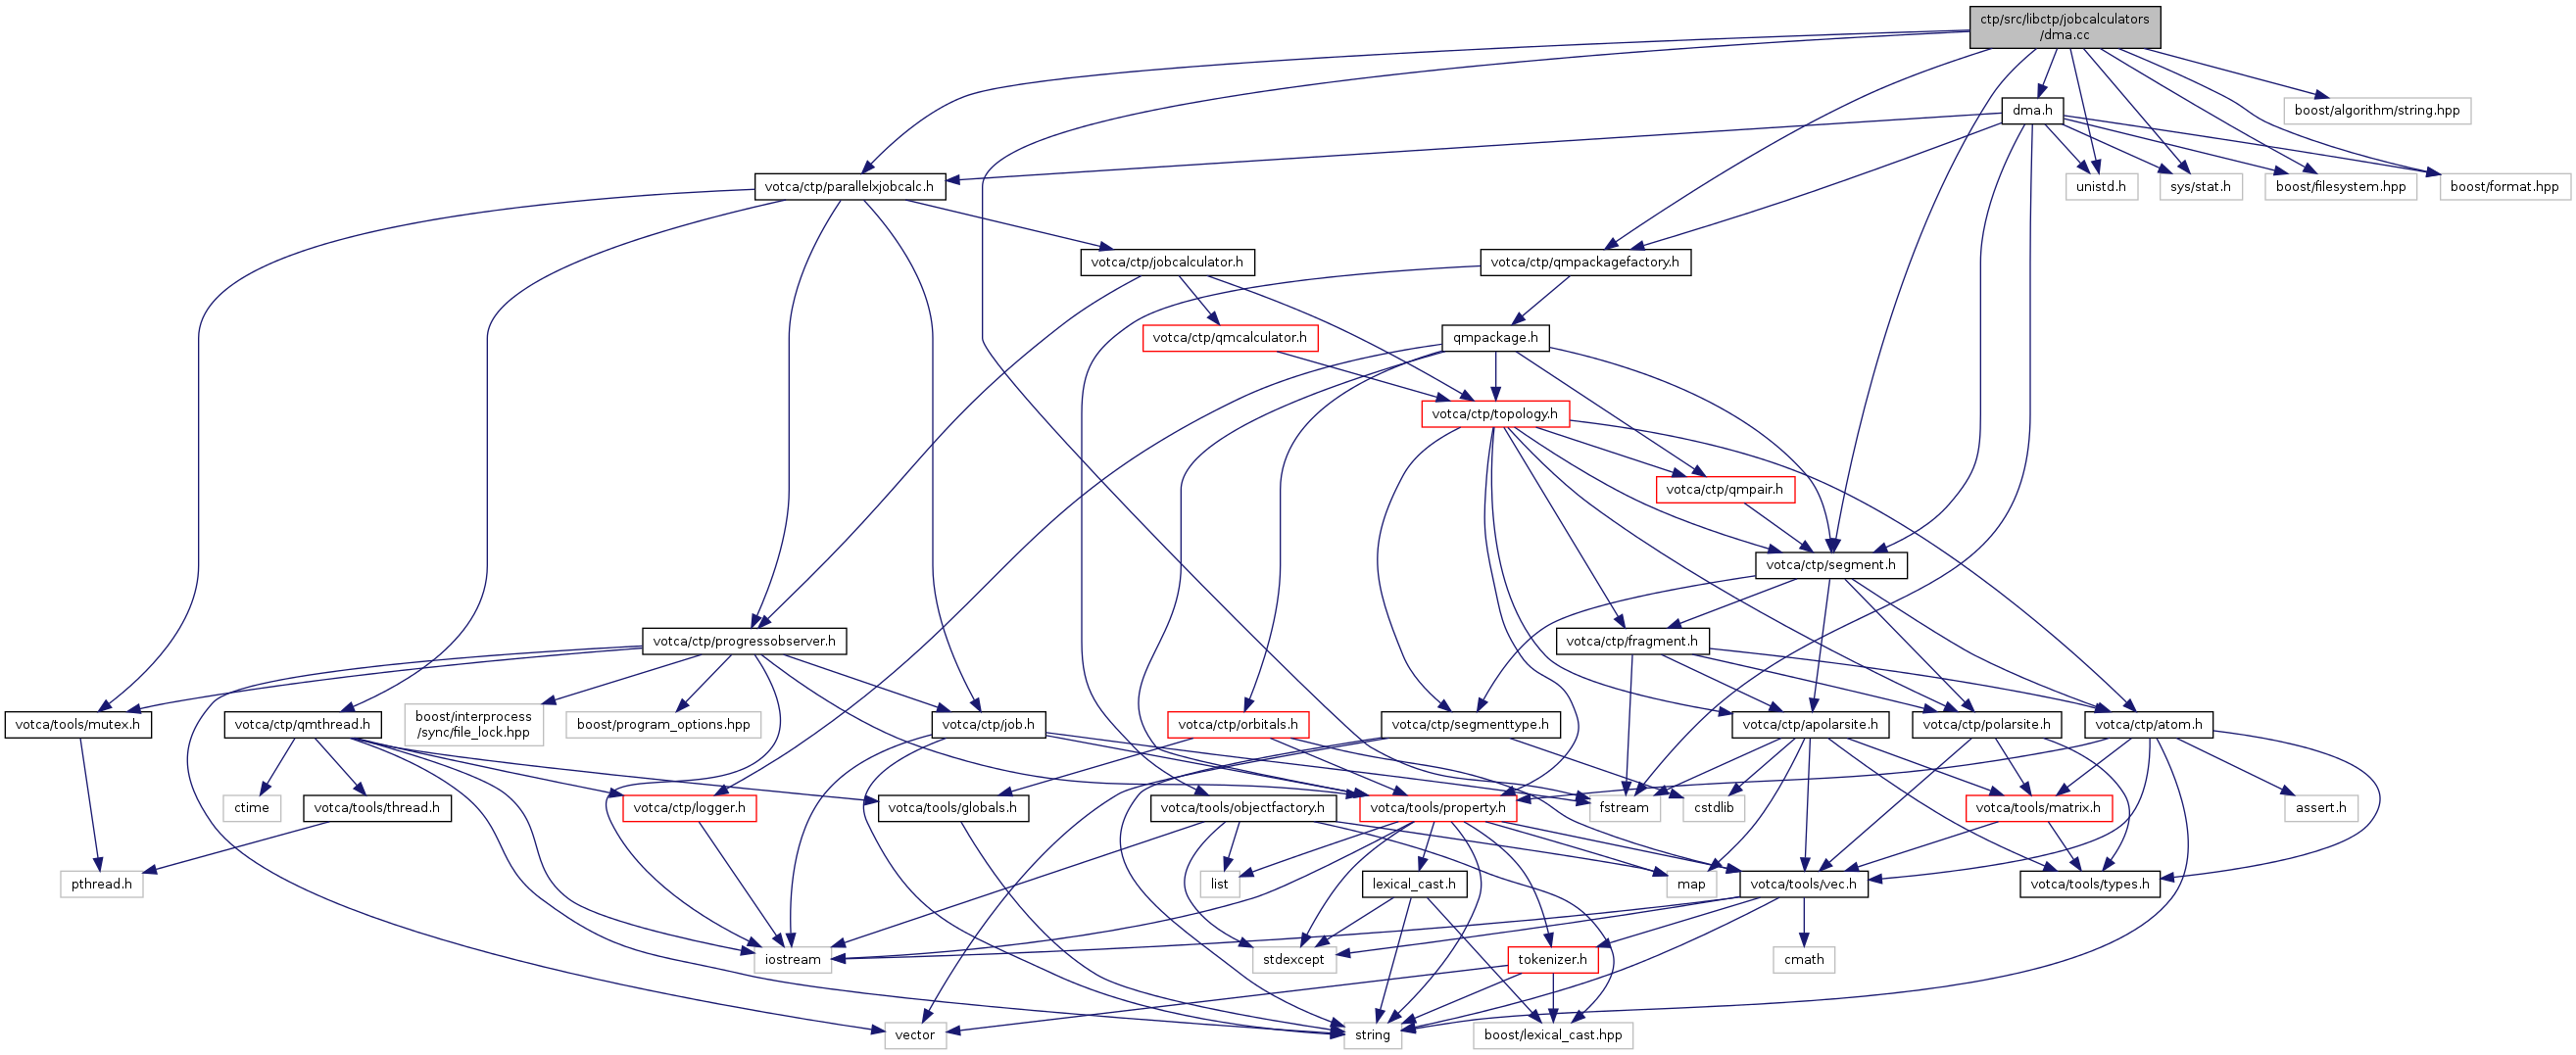 ctp/src/libctp/jobcalculators
/dma.cc
dma.h
boost/algorithm/string.hpp
votca/ctp/parallelxjobcalc.h
unistd.h
sys/stat.h
boost/filesystem.hpp
boost/format.hpp
votca/ctp/jobcalculator.h
votca/ctp/qmpackagefactory.h
votca/ctp/qmcalculator.h
qmpackage.h
votca/ctp/topology.h
votca/ctp/qmpair.h
votca/ctp/segment.h
votca/ctp/progressobserver.h
votca/ctp/fragment.h
votca/tools/mutex.h
votca/ctp/qmthread.h
boost/interprocess
/sync/file_lock.hpp
boost/program_options.hpp
votca/ctp/job.h
votca/ctp/orbitals.h
votca/ctp/segmenttype.h
votca/ctp/apolarsite.h
votca/ctp/polarsite.h
votca/ctp/atom.h
ctime
votca/tools/thread.h
votca/ctp/logger.h
votca/tools/globals.h
votca/tools/objectfactory.h
votca/tools/property.h
fstream
cstdlib
votca/tools/matrix.h
assert.h
pthread.h
list
lexical_cast.h
map
votca/tools/vec.h
votca/tools/types.h
iostream
stdexcept
tokenizer.h
cmath
vector
string
boost/lexical_cast.hpp